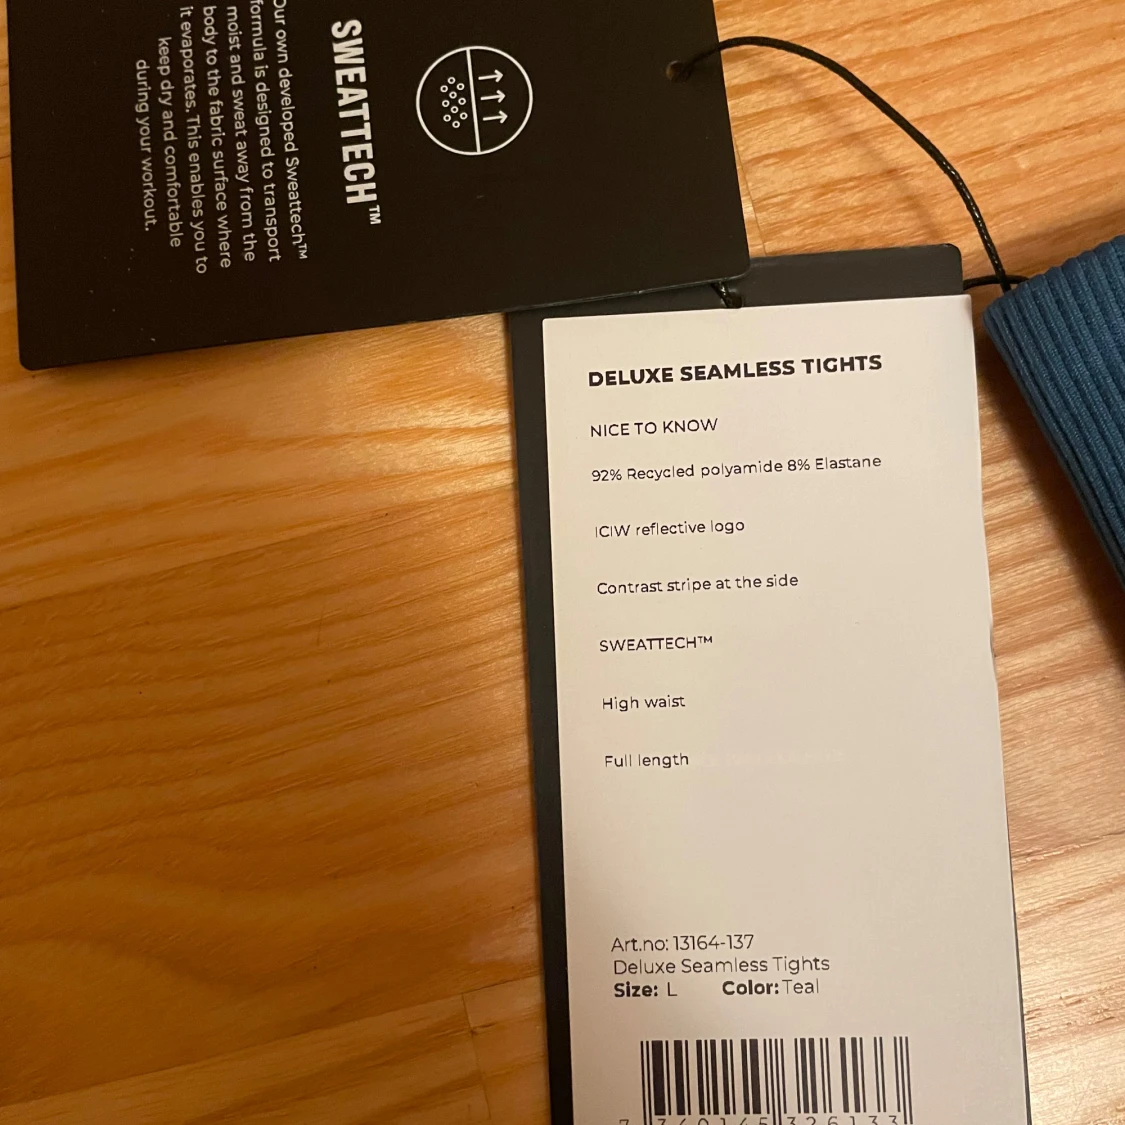 SWEATTECH™
Our own developed Sweattech™
formula is designed to transport
moist and sweat away from the
body to the fabric surface where
it evaporates. This enables you to
keep dry and comfortable
during your workout.
DELUXE SEAMLESS TIGHTS
NICE TO KNOW
92% Recycled polyamide 8% Elastane
ICIW reflective logo
Contrast stripe at the side
SWEATTECH™
High waist
Full length
Art.no: 13164-137
Deluxe Seamless Tights
Size: L Color: Teal
7 340145 326133